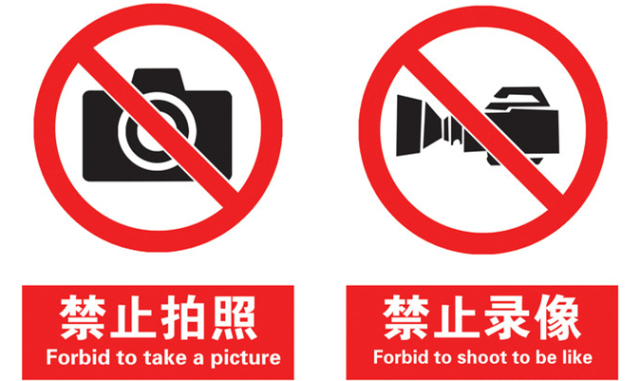 禁止拍照
Forbid to take a picture
禁止录像
Forbid to shoot to be like